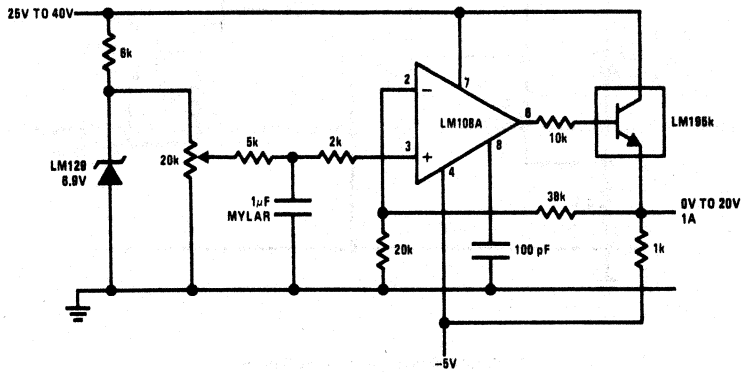 25V TO 40V
6k
LM129
6.9V
20k
5k
2k
1µF
MYLAR
2
3
LM108A
7
6
8
4
10k
LM195k
38k
0V TO 20V
1A
20k
100 pF
1k
-5V